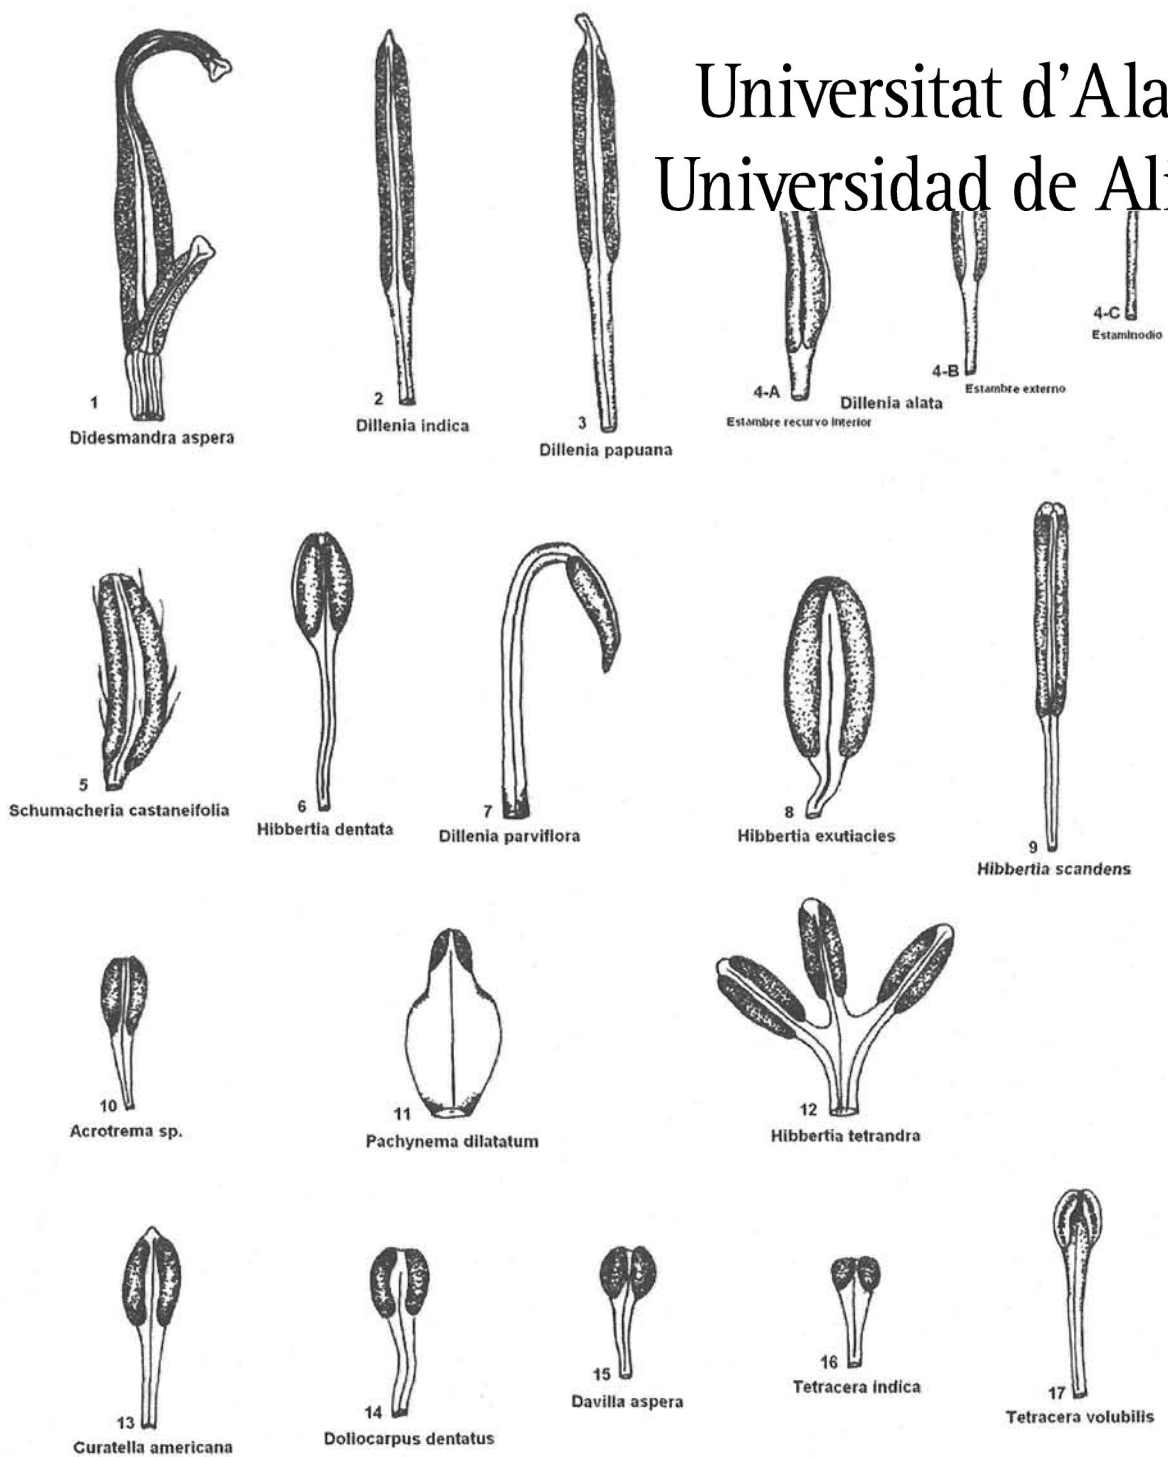 Universitat d'Ala
Universidad de Ali
1
Didesmandra aspera
2
Dillenia indica
3
Dillenia papuana
4-A
Estambre recurvo interior
Dillenia alata
4-B
Estambre externo
4-C
Estaminodio
5
Schumacheria castaneifolia
6
Hibbertia dentata
7
Dillenia parviflora
8
Hibbertia exutiacies
9
Hibbertia scandens
10
Acrotrema sp.
11
Pachynema dilatatum
12
Hibbertia tetrandra
13
Curatella americana
14
Doliocarpus dentatus
15
Davilla aspera
16
Tetracera indica
17
Tetracera volubilis